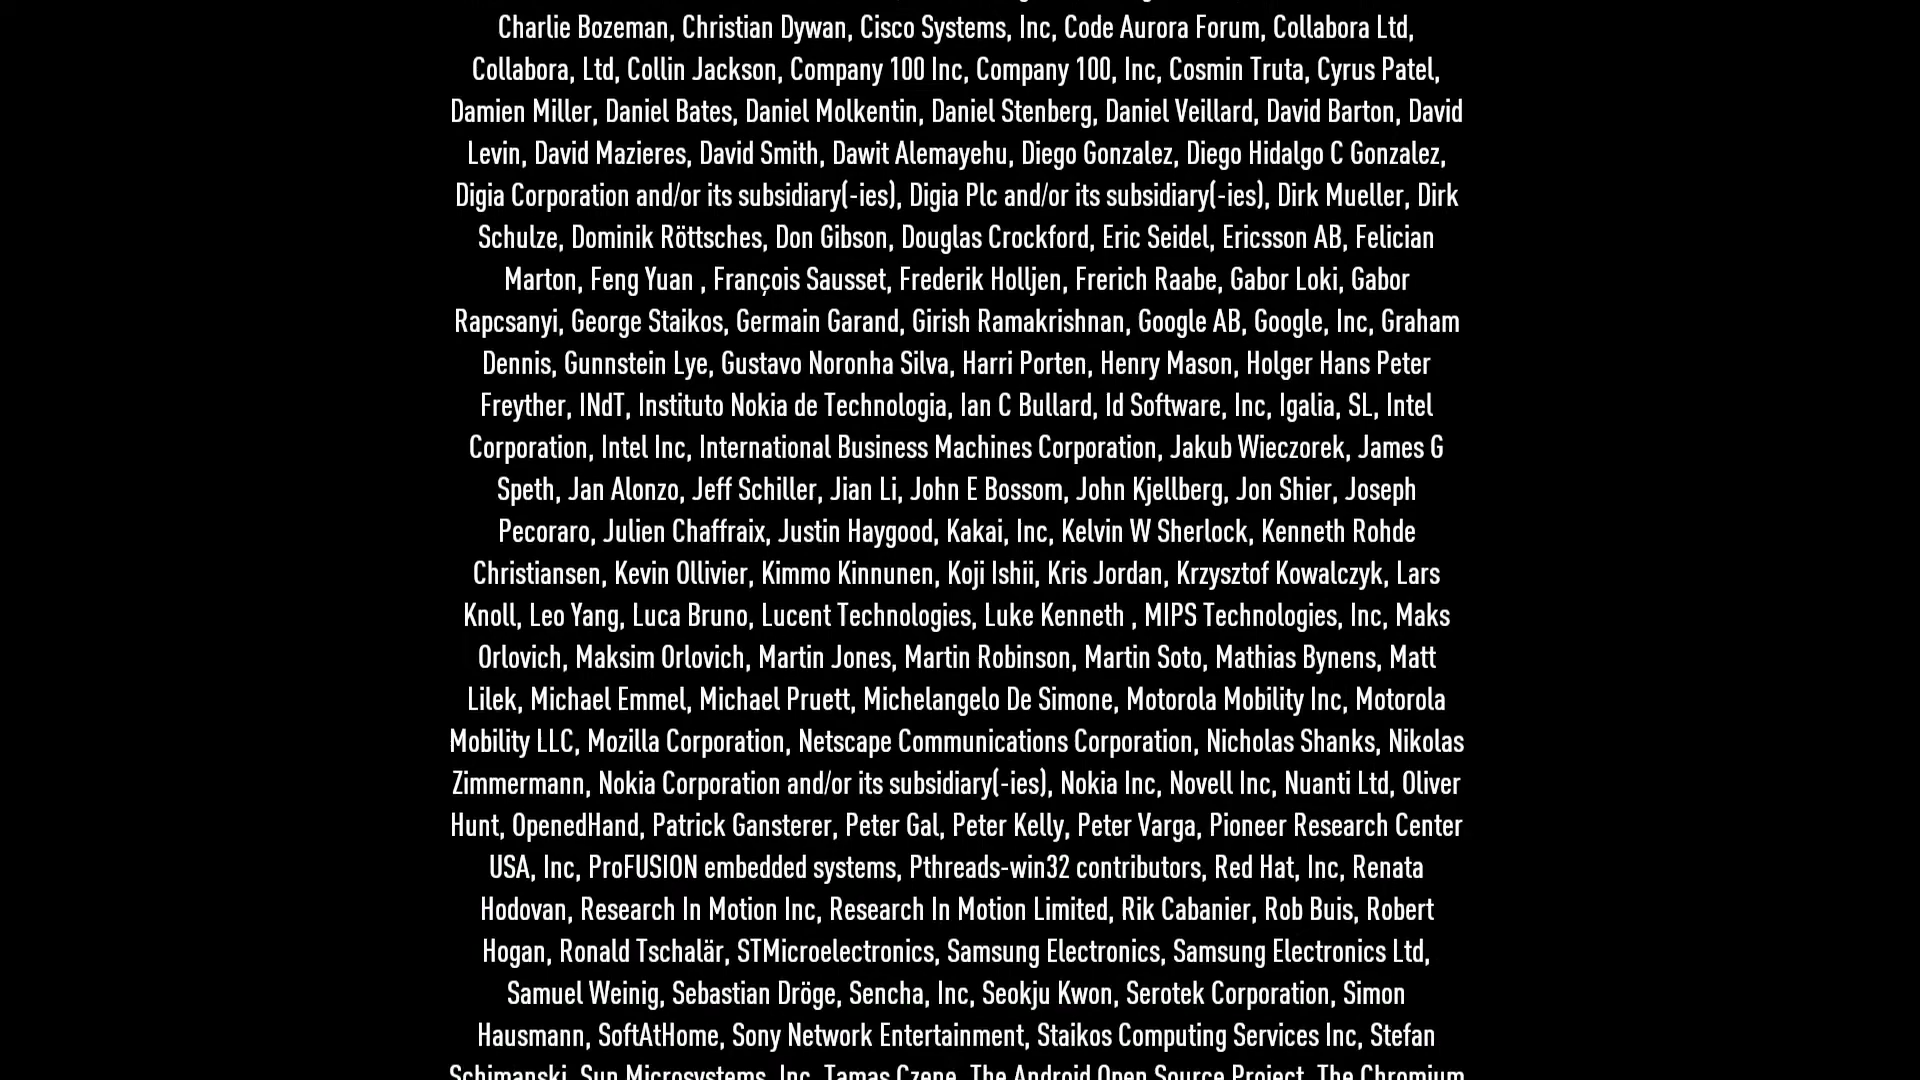 Charlie Bozeman, Christian Dywan, Cisco Systems, Inc, Code Aurora Forum, Collabora Ltd,
Collabora, Ltd, Collin Jackson, Company 100 Inc, Company 100, Inc, Cosmin Truta, Cyrus Patel,
Damien Miller, Daniel Bates, Daniel Molkentin, Daniel Stenberg, Daniel Veillard, David Barton, David
Levin, David Mazieres, David Smith, Dawit Alemayehu, Diego Gonzalez, Diego Hidalgo C Gonzalez,
Digia Corporation and/or its subsidiary(-ies), Digia Plc and/or its subsidiary(-ies), Dirk Mueller, Dirk
Schulze, Dominik Röttsches, Don Gibson, Douglas Crockford, Eric Seidel, Ericsson AB, Felician
Marton, Feng Yuan , François Sausset, Frederik Holljen, Frerich Raabe, Gabor Loki, Gabor
Rapcsanyi, George Staikos, Germain Garand, Girish Ramakrishnan, Google AB, Google, Inc, Graham
Dennis, Gunnstein Lye, Gustavo Noronha Silva, Harri Porten, Henry Mason, Holger Hans Peter
Freyther, INdT, Instituto Nokia de Technologia, Ian C Bullard, Id Software, Inc, Igalia, SL, Intel
Corporation, Intel Inc, International Business Machines Corporation, Jakub Wieczorek, James G
Speth, Jan Alonzo, Jeff Schiller, Jian Li, John E Bossom, John Kjellberg, Jon Shier, Joseph
Pecoraro, Julien Chaffraix, Justin Haygood, Kakai, Inc, Kelvin W Sherlock, Kenneth Rohde
Christiansen, Kevin Ollivier, Kimmo Kinnunen, Koji Ishii, Kris Jordan, Krzysztof Kowalczyk, Lars
Knoll, Leo Yang, Luca Bruno, Lucent Technologies, Luke Kenneth , MIPS Technologies, Inc, Maks
Orlovich, Maksim Orlovich, Martin Jones, Martin Robinson, Martin Soto, Mathias Bynens, Matt
Lilek, Michael Emmel, Michael Pruett, Michelangelo De Simone, Motorola Mobility Inc, Motorola
Mobility LLC, Mozilla Corporation, Netscape Communications Corporation, Nicholas Shanks, Nikolas
Zimmermann, Nokia Corporation and/or its subsidiary(-ies), Nokia Inc, Novell Inc, Nuanti Ltd, Oliver
Hunt, OpenedHand, Patrick Gansterer, Peter Gal, Peter Kelly, Peter Varga, Pioneer Research Center
USA, Inc, ProFUSION embedded systems, Pthreads-win32 contributors, Red Hat, Inc, Renata
Hodovan, Research In Motion Inc, Research In Motion Limited, Rik Cabanier, Rob Buis, Robert
Hogan, Ronald Tschalär, STMicroelectronics, Samsung Electronics, Samsung Electronics Ltd,
Samuel Weinig, Sebastian Dröge, Sencha, Inc, Seokju Kwon, Serotek Corporation, Simon
Hausmann, SoftAtHome, Sony Network Entertainment, Staikos Computing Services Inc, Stefan
Schimanski, Sun Microsystems, Inc, Tamas Czene, The Android Open Source Project, The Chromium